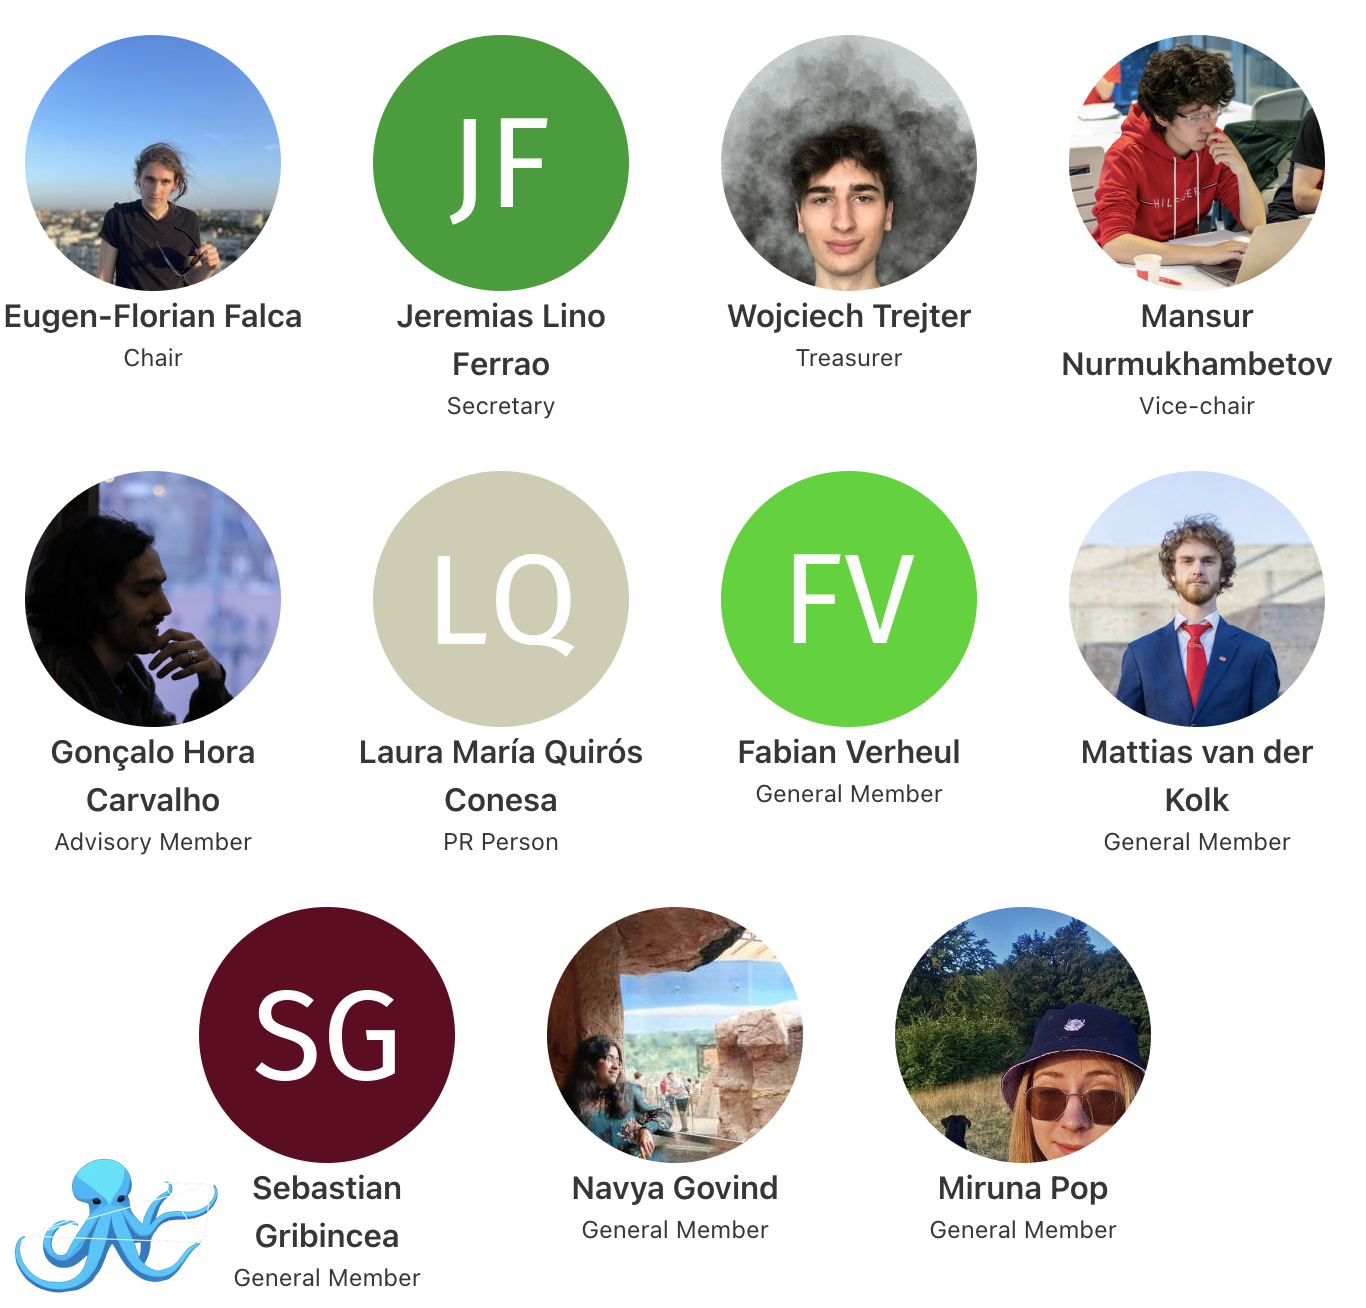 JF
Eugen-Florian Falca
Chair
Jeremias Lino
Ferrao
Secretary
Wojciech Trejter
Treasurer
HILFIGER
Mansur
Nurmukhambetov
Vice-chair
Gonçalo Hora
Carvalho
Advisory Member
LQ
Laura María Quirós
Conesa
PR Person
FV
Fabian Verheul
General Member
Mattias van der
Kolk
General Member
SG
Sebastian
Gribincea
General Member
Navya Govind
General Member
Miruna Pop
General Member